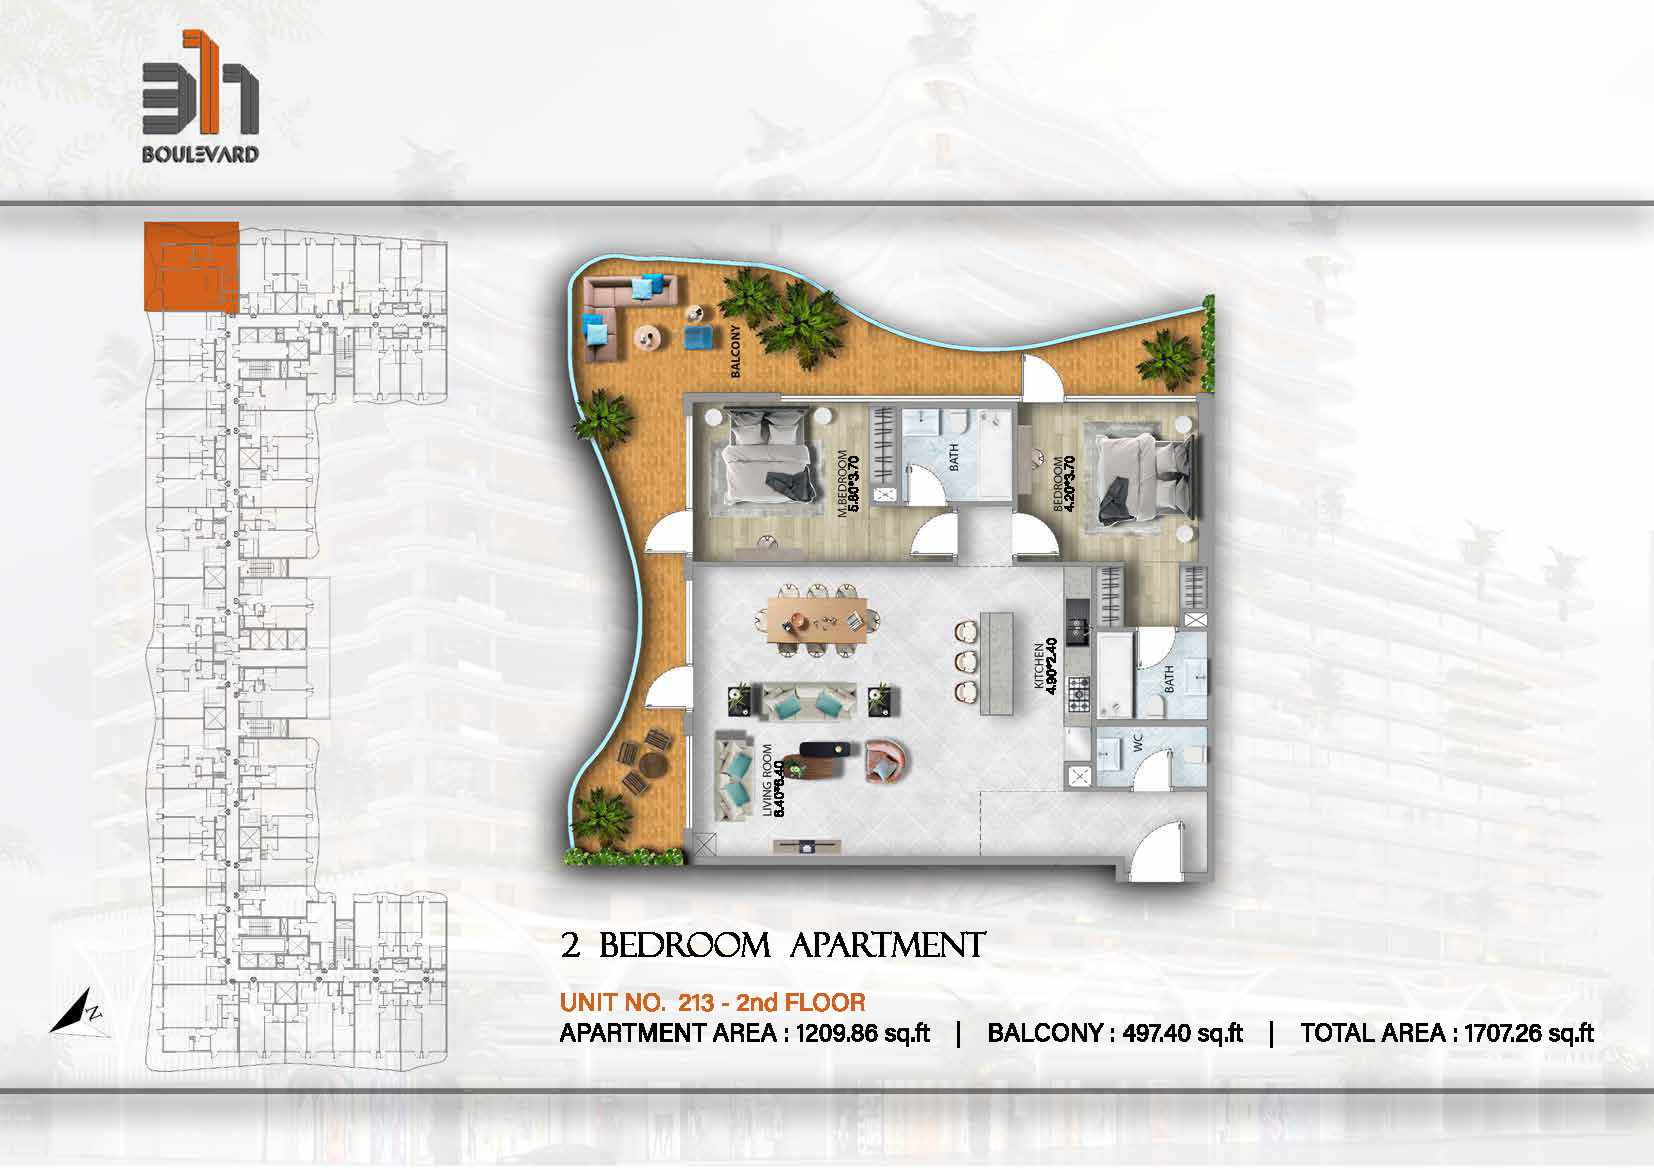 311
BOULEVARD
BALCONY
M.BEDROOM
5.80*3.70
BATH
BEDROOM
4.20*3.70
KITCHEN
4.90*2.40
BATH
WC
LIVING ROOM
6.40*6.40
N
2 BEDROOM APARTMENT
UNIT NO. 213 - 2nd FLOOR
APARTMENT AREA : 1209.86 sq.ft | BALCONY : 497.40 sq.ft | TOTAL AREA : 1707.26 sq.ft